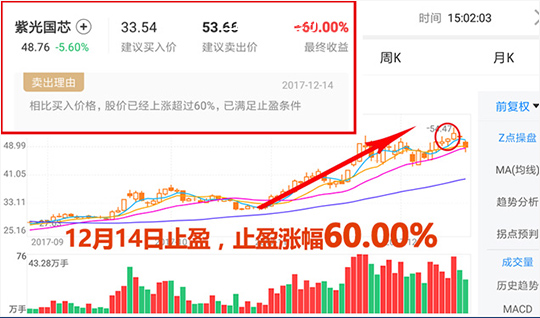 紫光国芯
33.54
53.66
-60.00%
48.76 -5.60%
建议买入价
建议卖出价
最终收益
卖出理由
2017-12-14
相比买入价格，股价已经上涨超过60%，已满足止盈条件
时间 15:02:03
周K
月K
前复权
Z点操盘
MA(均线)
趋势分析
拐点预判
成交量
历史趋势
MACD
54.47
48.99
41.05
33.11
25.16
2017-09
12月14日止盈，止盈涨幅60.00%
76
43.28万手
万手